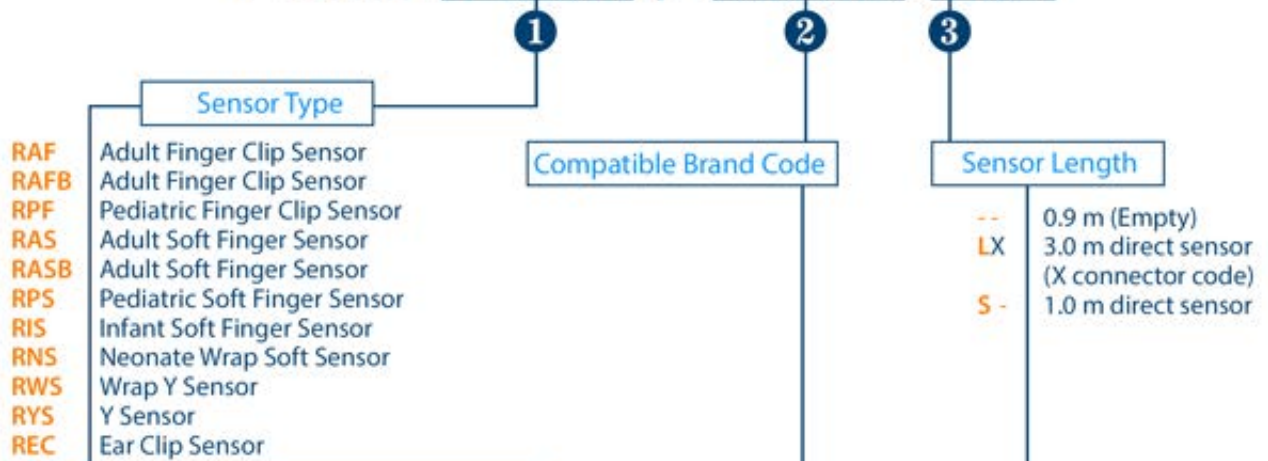 1 2 3
Sensor Type
RAF Adult Finger Clip Sensor
RAFB Adult Finger Clip Sensor
RPF Pediatric Finger Clip Sensor
RAS Adult Soft Finger Sensor
RASB Adult Soft Finger Sensor
RPS Pediatric Soft Finger Sensor
RIS Infant Soft Finger Sensor
RNS Neonate Wrap Soft Sensor
RWS Wrap Y Sensor
RYS Y Sensor
REC Ear Clip Sensor
Compatible Brand Code
Sensor Length
-- 0.9 m (Empty)
LX 3.0 m direct sensor
(X connector code)
S - 1.0 m direct sensor